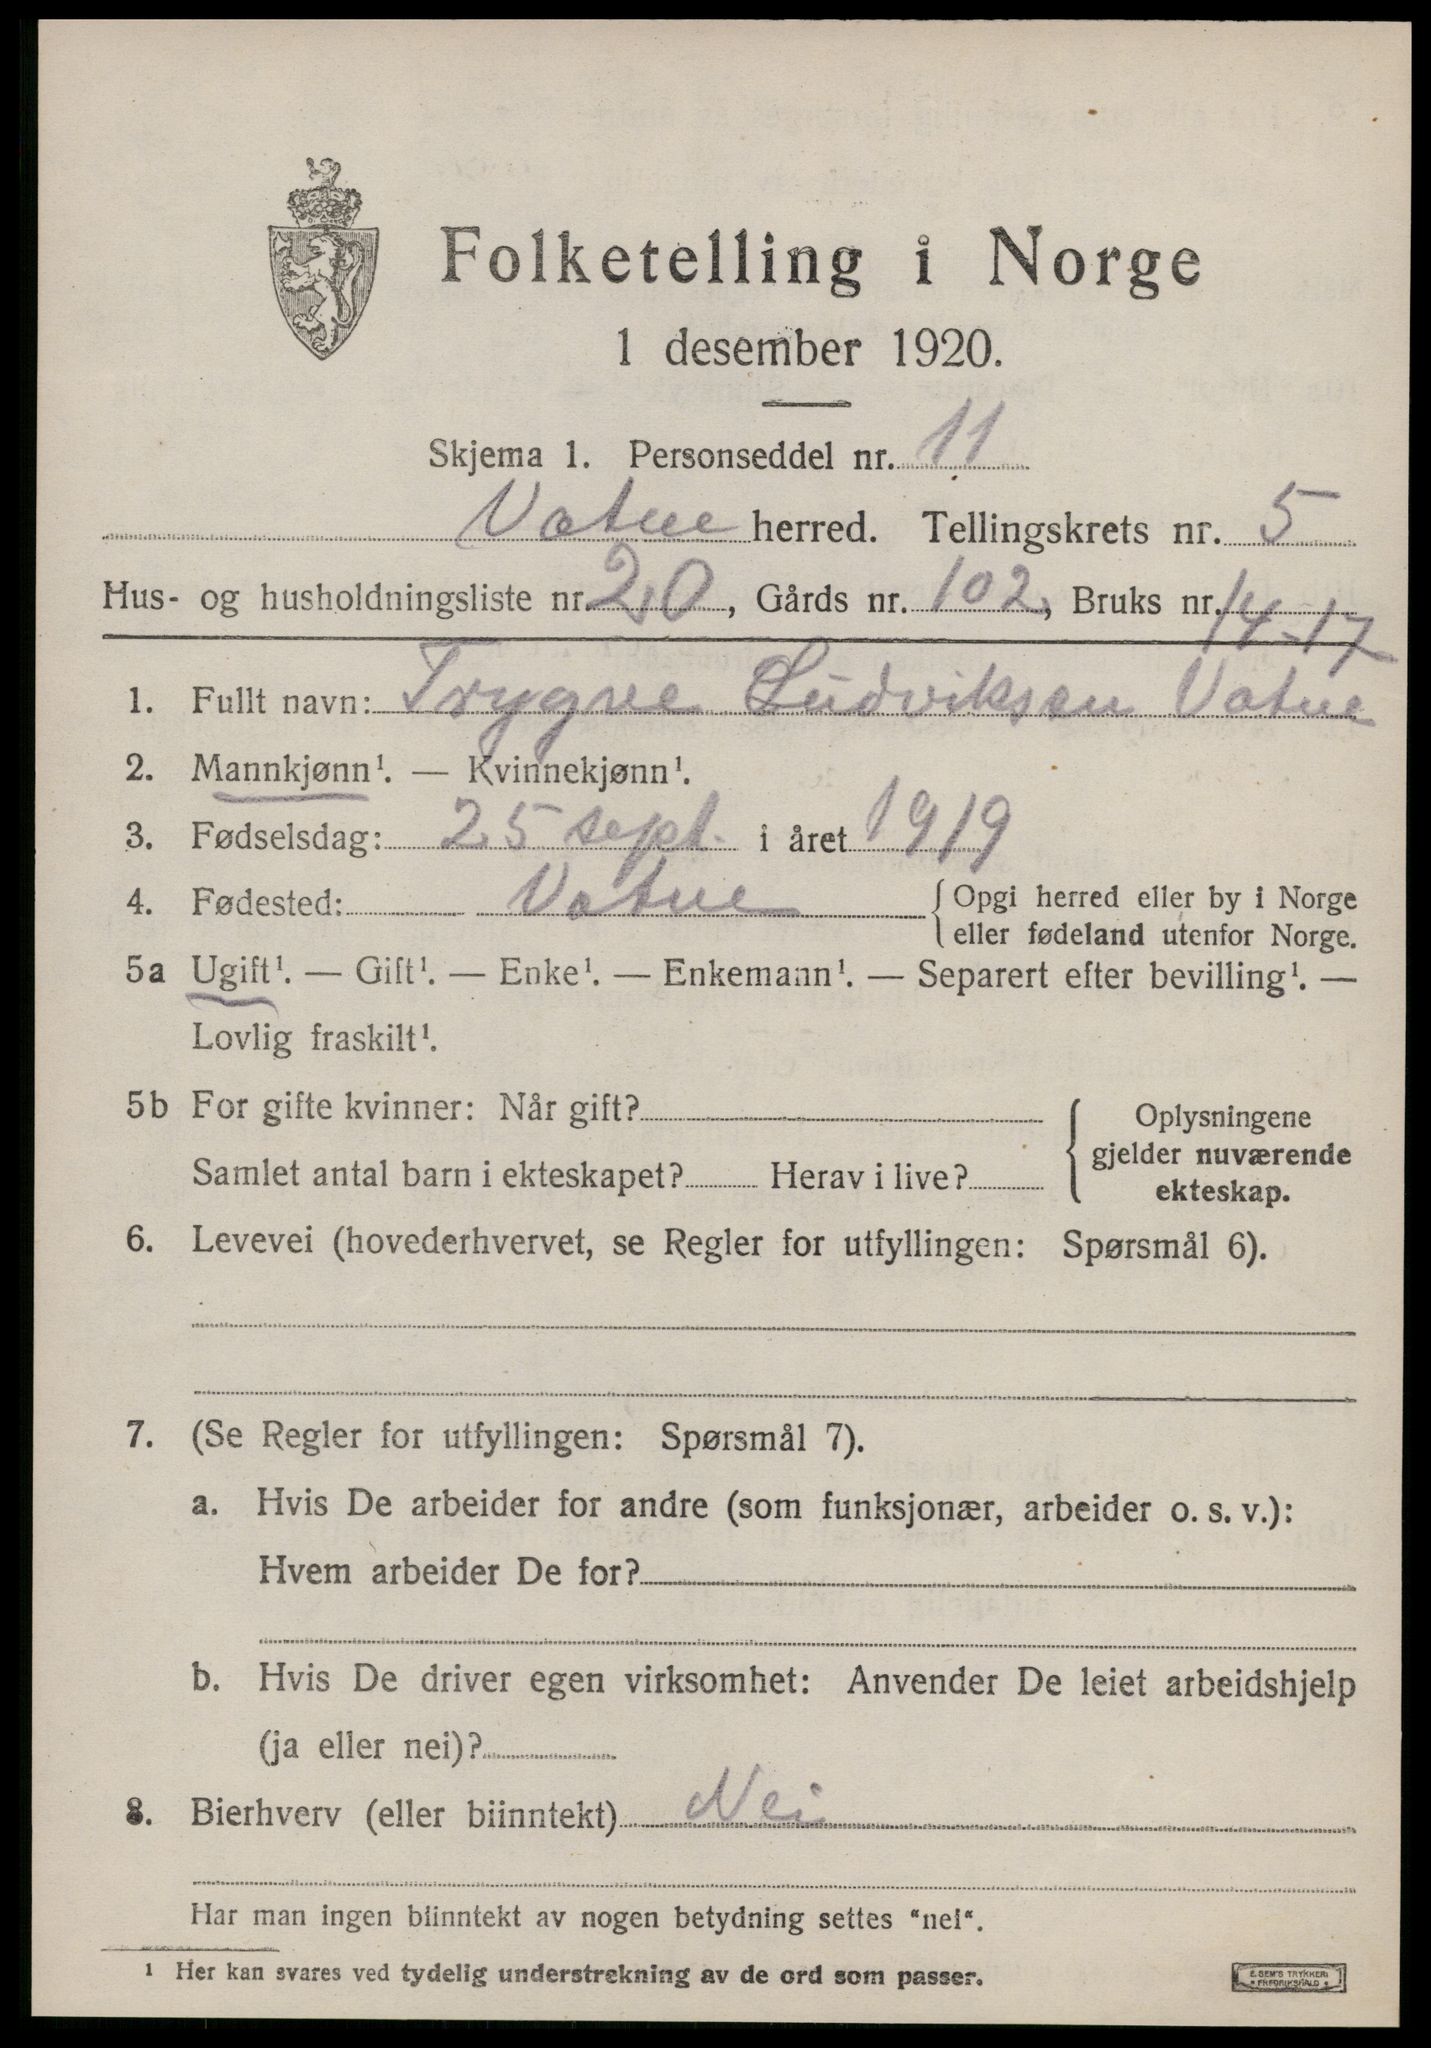 Folketelling i Norge
1 desember 1920.
Skjema 1. Personseddel nr. 11
Vatne herred. Tellingskrets nr. 5
Hus- og husholdningsliste nr. 20, Gårds nr. 102, Bruks nr. 14-17
1. Fullt navn: Trygve Ludviksen Vatne
2. Mannkjønn¹. — Kvinnekjønn¹.
3. Fødselsdag: 25 sept. i året 1919
4. Fødested: Vatne { Opgi herred eller by i Norge
eller fødeland utenfor Norge.
5a Ugift¹. — Gift¹. — Enke¹. — Enkemann¹. — Separert efter bevilling¹. —
Lovlig fraskilt¹.
5b For gifte kvinner: Når gift? { Oplysningene
gjelder nuværende
Samlet antal barn i ekteskapet? Herav i live?
ekteskap.
6. Levevei (hovederhvervet, se Regler for utfyllingen: Spørsmål 6).
7. (Se Regler for utfyllingen: Spørsmål 7).
a. Hvis De arbeider for andre (som funksjonær, arbeider o. s. v.):
Hvem arbeider De for?
b. Hvis De driver egen virksomhet: Anvender De leiet arbeidshjelp
(ja eller nei)?
8. Bierhverv (eller biinntekt) Nei
Har man ingen biinntekt av nogen betydning settes "nei".
¹ Her kan svares ved tydelig understrekning av de ord som passer.
E. SEM'S TRYKKERI
FREDRIKSHALD